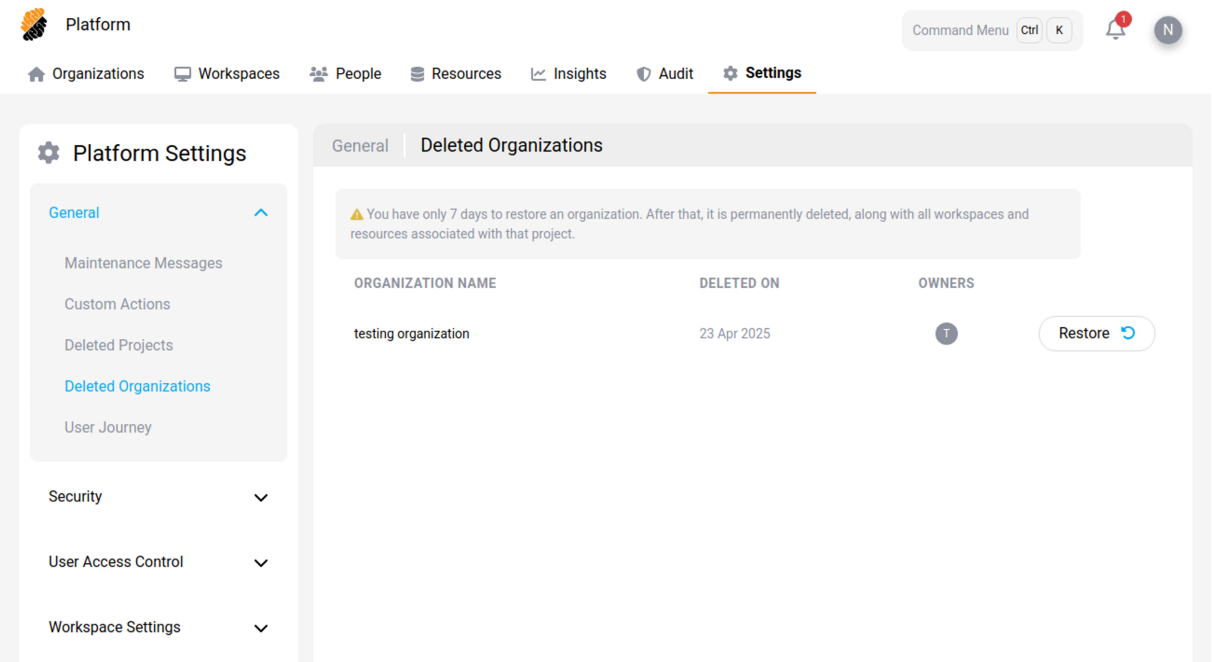 Platform
Command Menu Ctrl K
1
N
Organizations Workspaces People Resources Insights Audit Settings
Platform Settings
General
Maintenance Messages
Custom Actions
Deleted Projects
Deleted Organizations
User Journey
Security
User Access Control
Workspace Settings
General Deleted Organizations
You have only 7 days to restore an organization. After that, it is permanently deleted, along with all workspaces and
resources associated with that project.
ORGANIZATION NAME DELETED ON OWNERS
testing organization 23 Apr 2025 T Restore